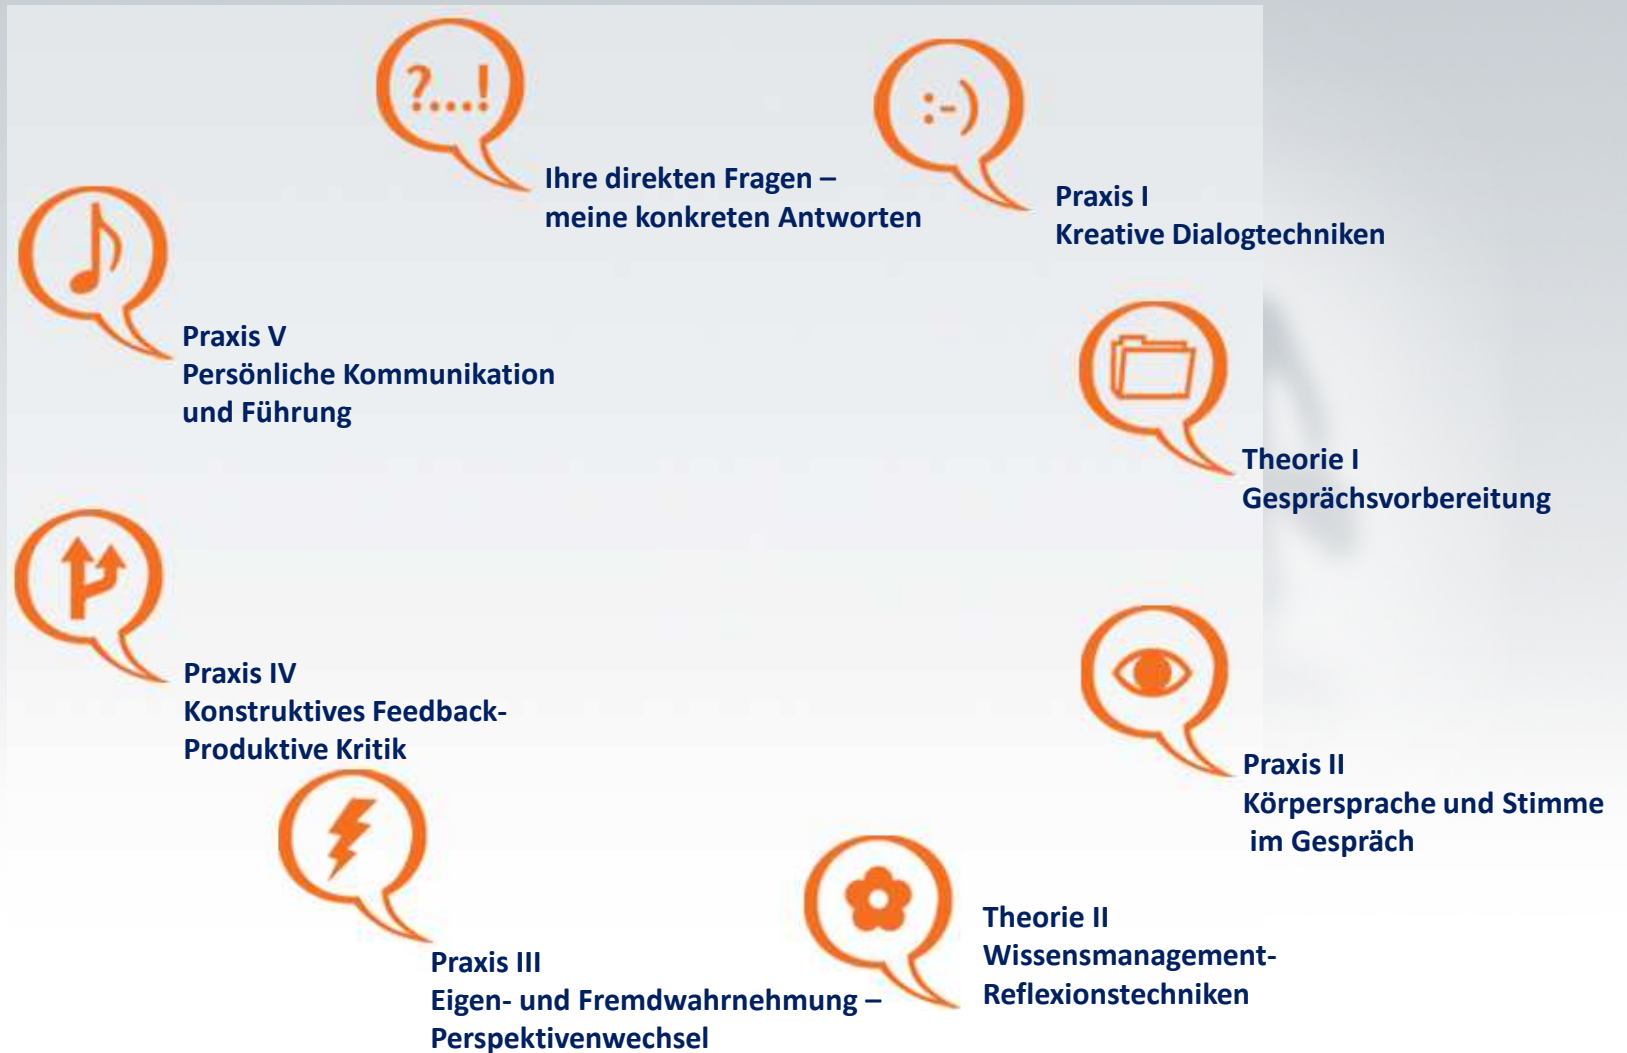 ?...!
Ihre direkten Fragen –
meine konkreten Antworten
:-)
Praxis I
Kreative Dialogtechniken
Theorie I
Gesprächsvorbereitung
Praxis II
Körpersprache und Stimme
im Gespräch
Theorie II
Wissensmanagement-
Reflexionstechniken
Praxis III
Eigen- und Fremdwahrnehmung –
Perspektivenwechsel
Praxis IV
Konstruktives Feedback-
Produktive Kritik
Praxis V
Persönliche Kommunikation
und Führung